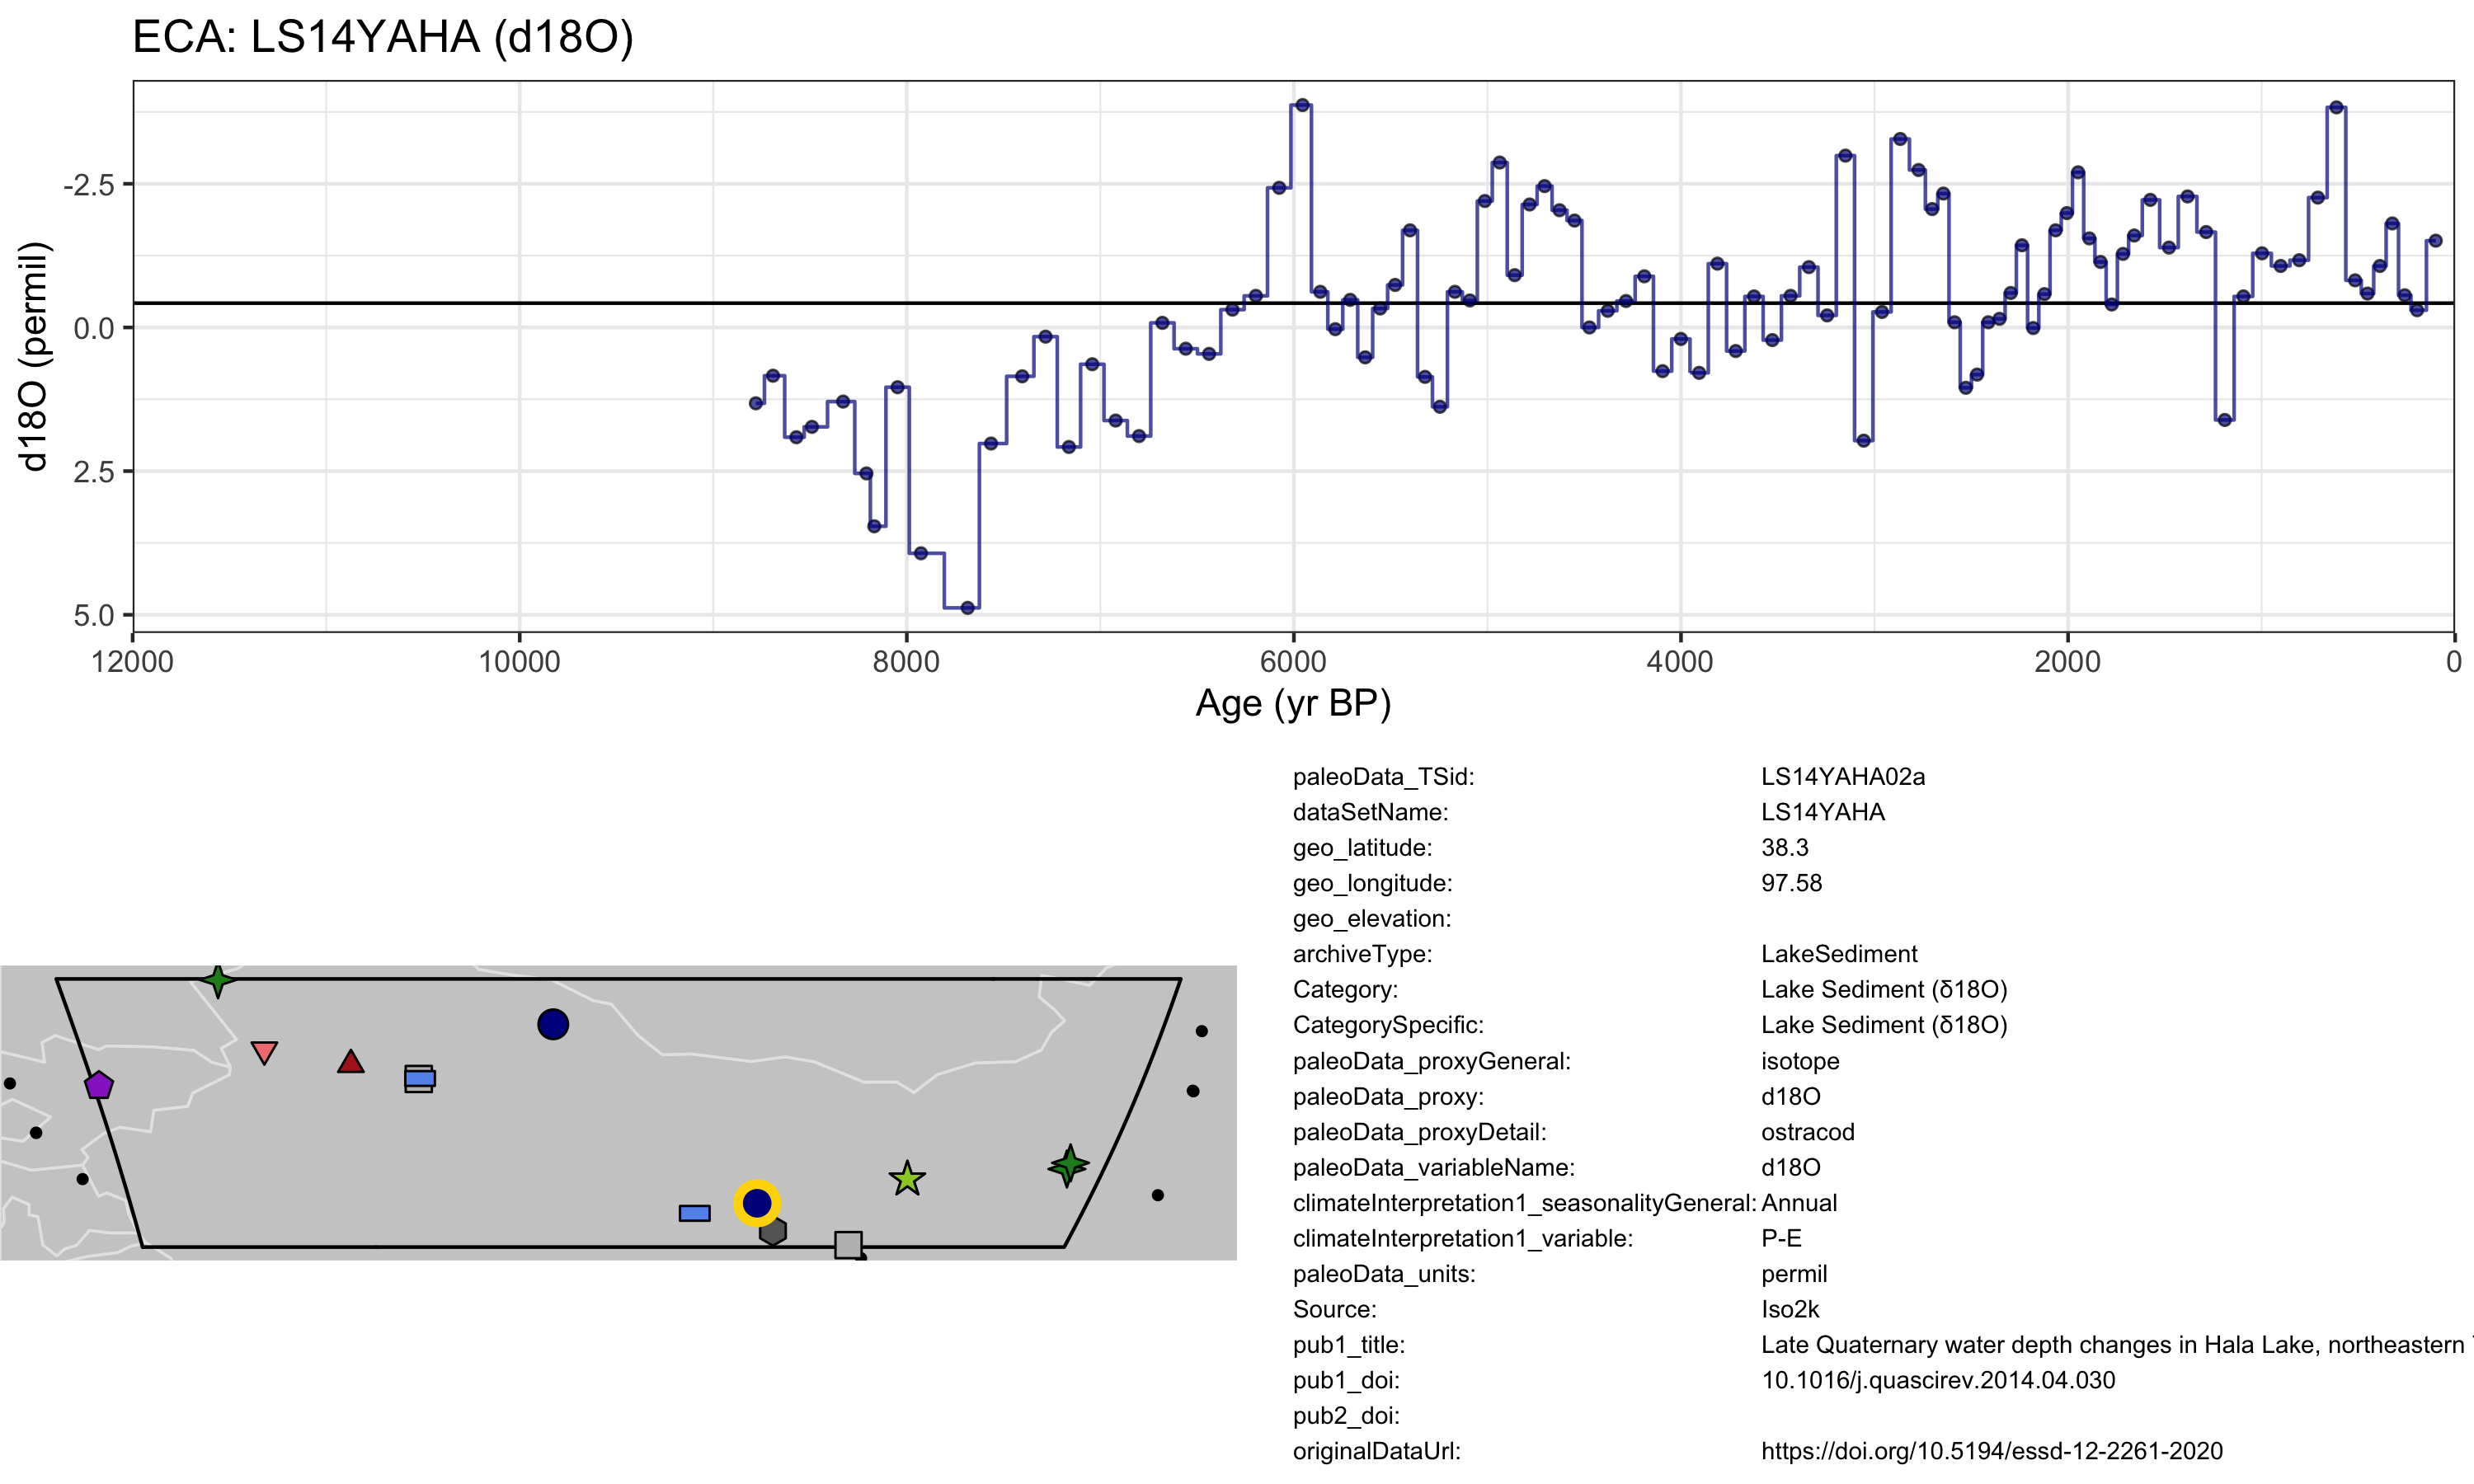 ECA: LS14YAHA (d18O)
d18O (permil)
-2.5
0.0
2.5
5.0
12000 10000 8000 6000 4000 2000 0
Age (yr BP)
paleoData_TSid: LS14YAHA02a
dataSetName: LS14YAHA
geo_latitude: 38.3
geo_longitude: 97.58
geo_elevation:
archiveType: LakeSediment
Category: Lake Sediment (δ18O)
CategorySpecific: Lake Sediment (δ18O)
paleoData_proxyGeneral: isotope
paleoData_proxy: d18O
paleoData_proxyDetail: ostracod
paleoData_variableName: d18O
climateInterpretation1_seasonalityGeneral: Annual
climateInterpretation1_variable: P-E
paleoData_units: permil
Source: Iso2k
pub1_title: Late Quaternary water depth changes in Hala Lake, northeastern
pub1_doi: 10.1016/j.quascirev.2014.04.030
pub2_doi:
originalDataUrl: https://doi.org/10.5194/essd-12-2261-2020